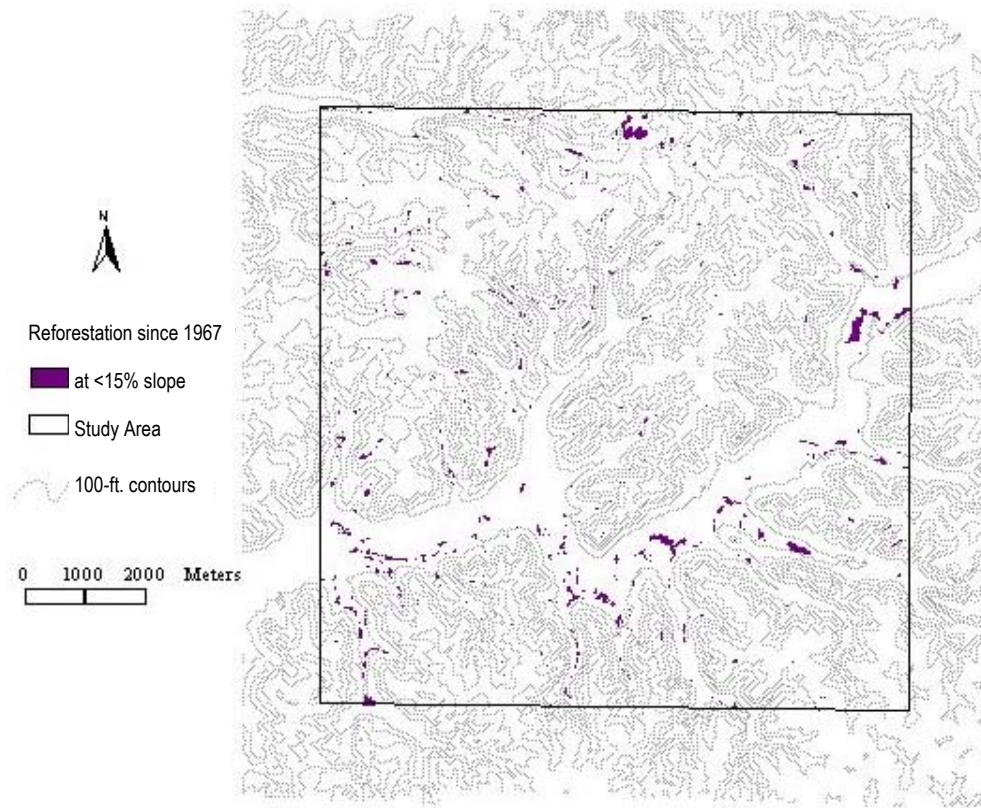 N
Reforestation since 1967
at <15% slope
Study Area
100-ft. contours
0 1000 2000 Meters